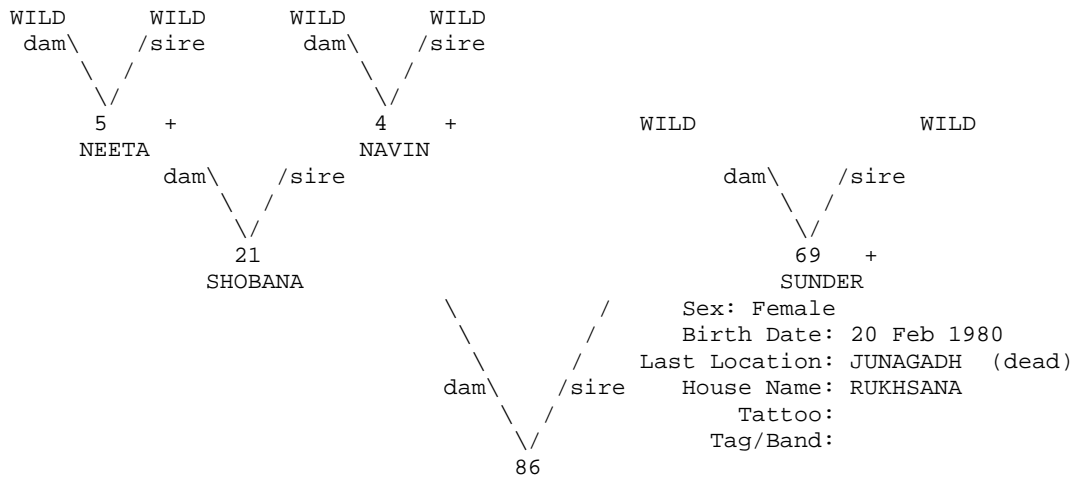 WILD WILD WILD WILD
dam\ /sire dam\ /sire
\ / \ /
\/ \/
5 + 4 + WILD WILD
NEETA NAVIN
dam\ /sire dam\ /sire
\ / \ /
\/ \/
21 69 +
SHOBANA SUNDER
\ / Sex: Female
\ / Birth Date: 20 Feb 1980
\ / Last Location: JUNAGADH (dead)
dam\ /sire House Name: RUKHSANA
\ / Tattoo:
\/ Tag/Band:
86